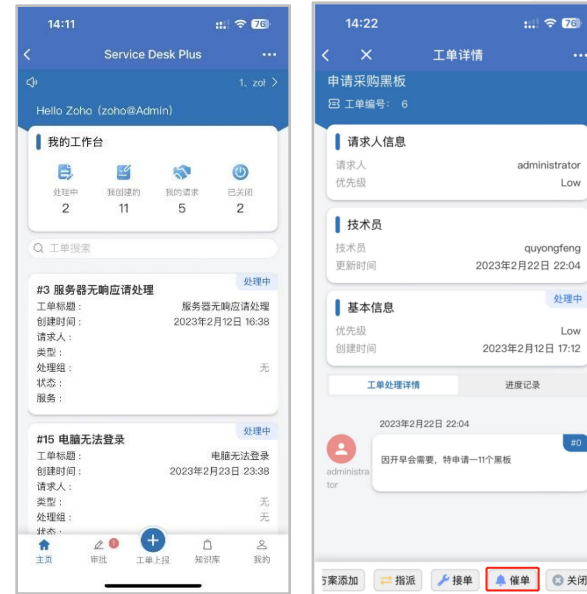 14:11
76
Service Desk Plus
1、zoh
Hello Zoho（zoho@Admin）
我的工作台
处理中
我创建的
我的请求
已关闭
2
11
5
2
工单搜索
处理中
#3 服务器无响应请处理
工单标题： 服务器无响应请处理
创建时间： 2023年2月12日 16:38
请求人：
类型：
处理组： 无
状态：
服务：
处理中
#15 电脑无法登录
工单标题： 电脑无法登录
创建时间： 2023年2月23日 23:38
请求人：
类型： 无
处理组： 无
状态：
主页
审批
工单上报
知识库
我的
14:22
76
工单详情
申请采购黑板
工单编号： 6
请求人信息
请求人 administrator
优先级 Low
技术员
技术员 quyongfeng
更新时间 2023年2月22日 22:04
处理中
基本信息
优先级 Low
创建时间 2023年2月12日 17:12
工单处理详情
进度记录
2023年2月22日 22:04
#0
因开早会需要，特申请一11个黑板
administra
tor
方案添加
指派
接单
催单
关闭